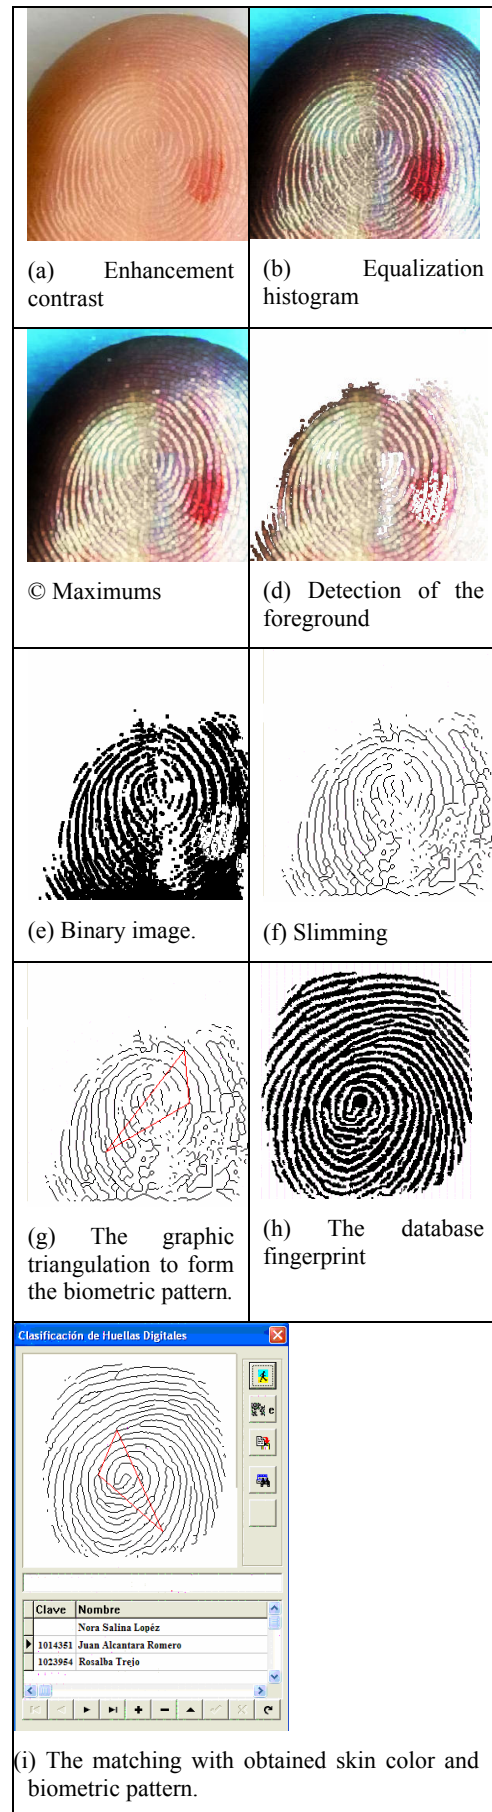 (a) Enhancement
contrast
(b) Equalization
histogram
© Maximums
(d) Detection of the
foreground
(e) Binary image.
(f) Slimming
(g) The graphic
triangulation to form
the biometric pattern.
(h) The database
fingerprint
Clasificación de Huellas Digitales
e
Clave Nombre
Nora Salina Lopéz
1014351 Juan Alcantara Romero
1023954 Rosalba Trejo
(i) The matching with obtained skin color and
biometric pattern.